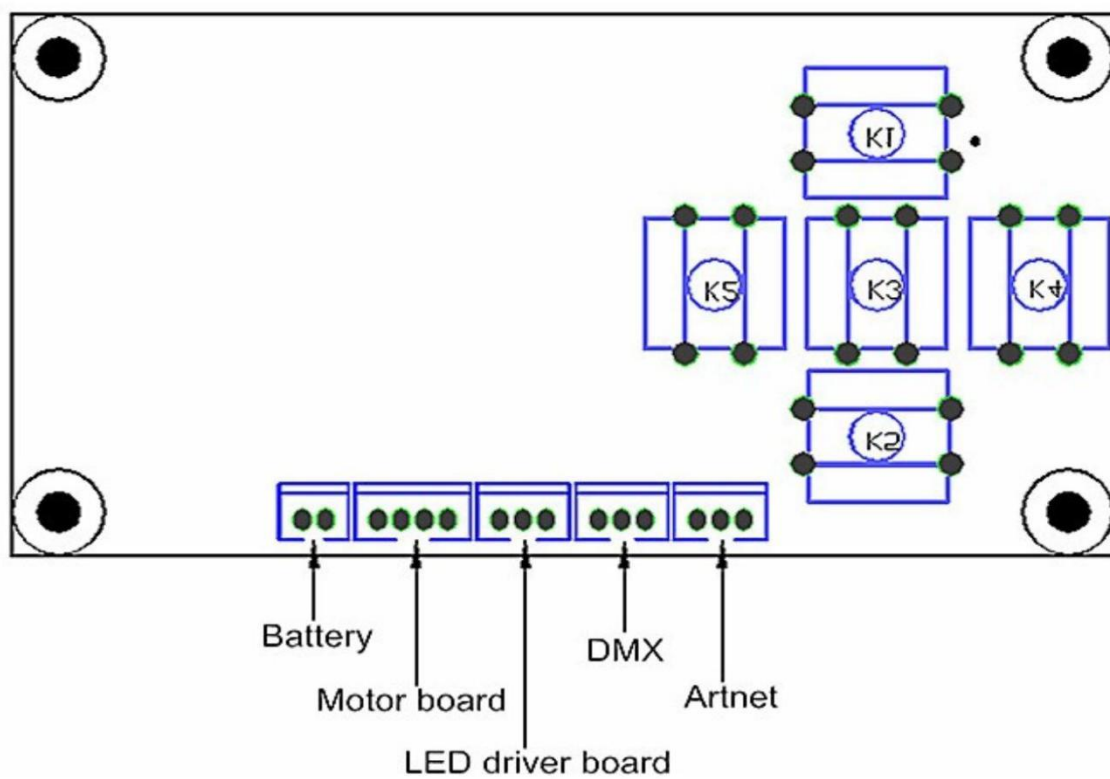 K1
K5 K3 K4
K2
Battery
DMX
Motor board
Artnet
LED driver board